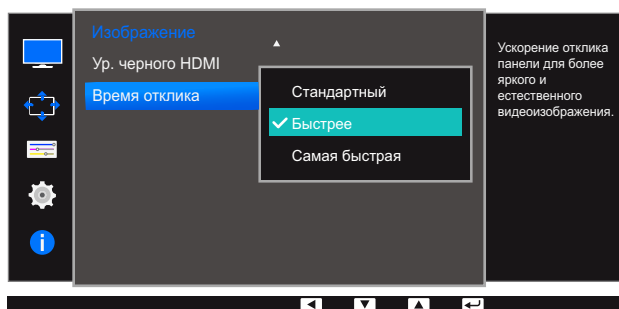 Изображение
Ур. черного HDMI
Время отклика
Стандартный
Быстрее
Самая быстрая
Ускорение отклика
панели для более
яркого и
естественного
видеоизображения.